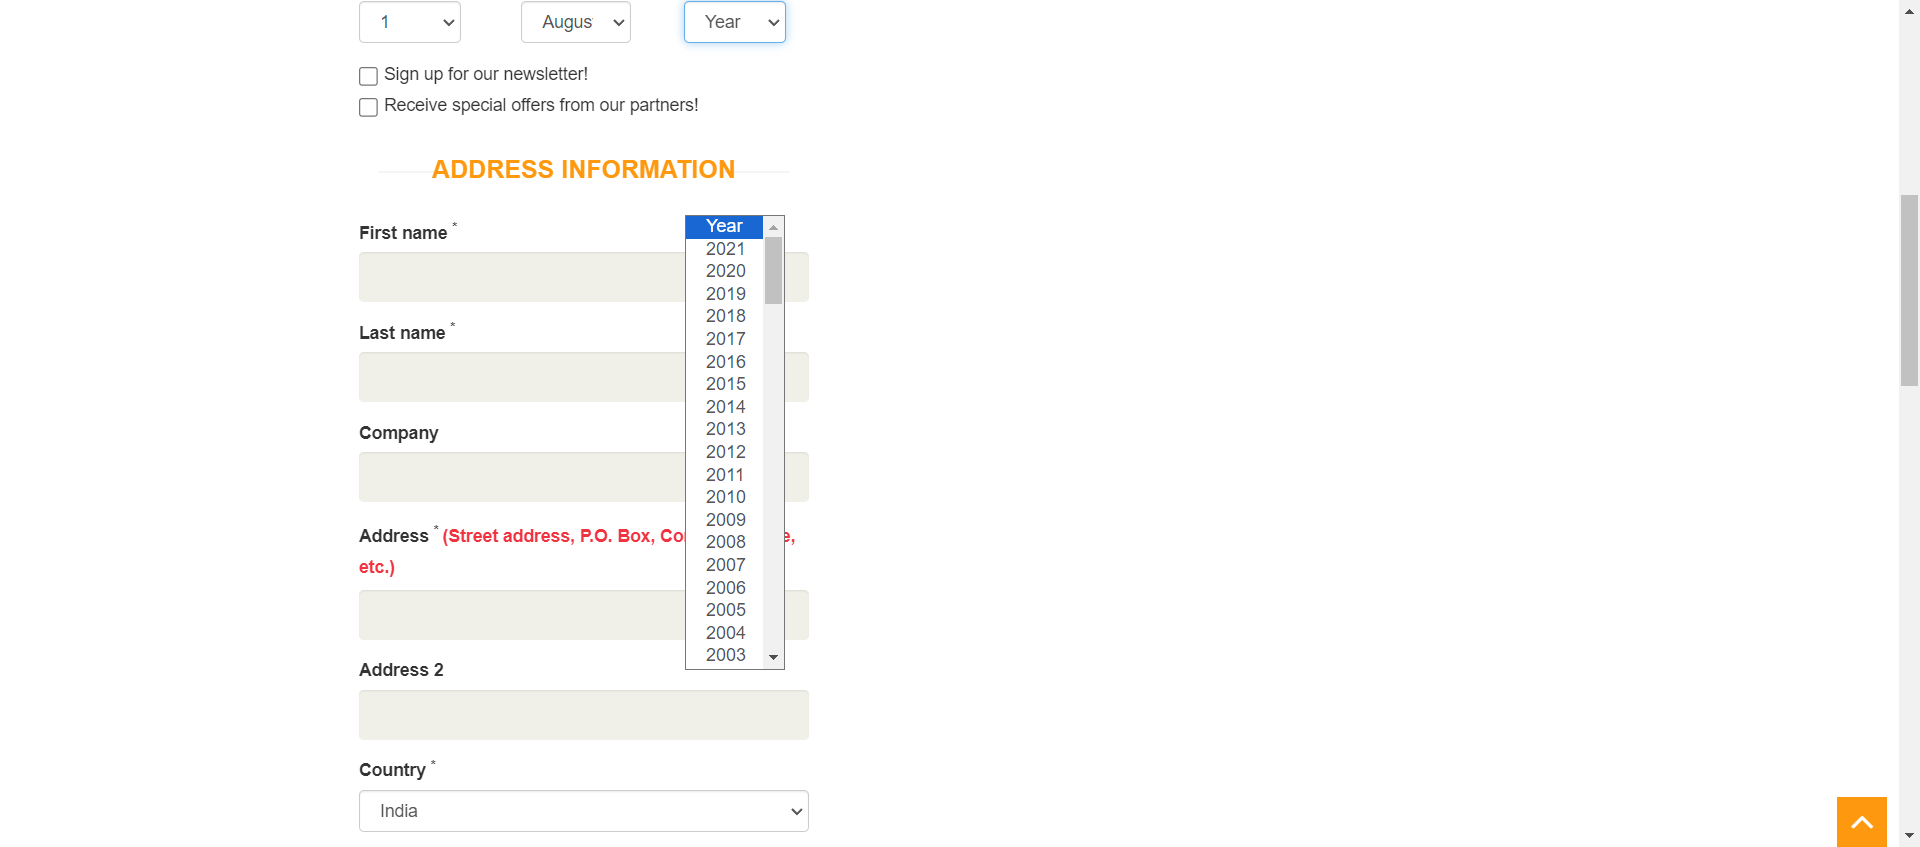 1 Augus Year
Sign up for our newsletter!
Receive special offers from our partners!
ADDRESS INFORMATION
First name *
Last name *
Company
Address * (Street address, P.O. Box, Co e,
etc.)
Address 2
Country *
India
Year
2021
2020
2019
2018
2017
2016
2015
2014
2013
2012
2011
2010
2009
2008
2007
2006
2005
2004
2003